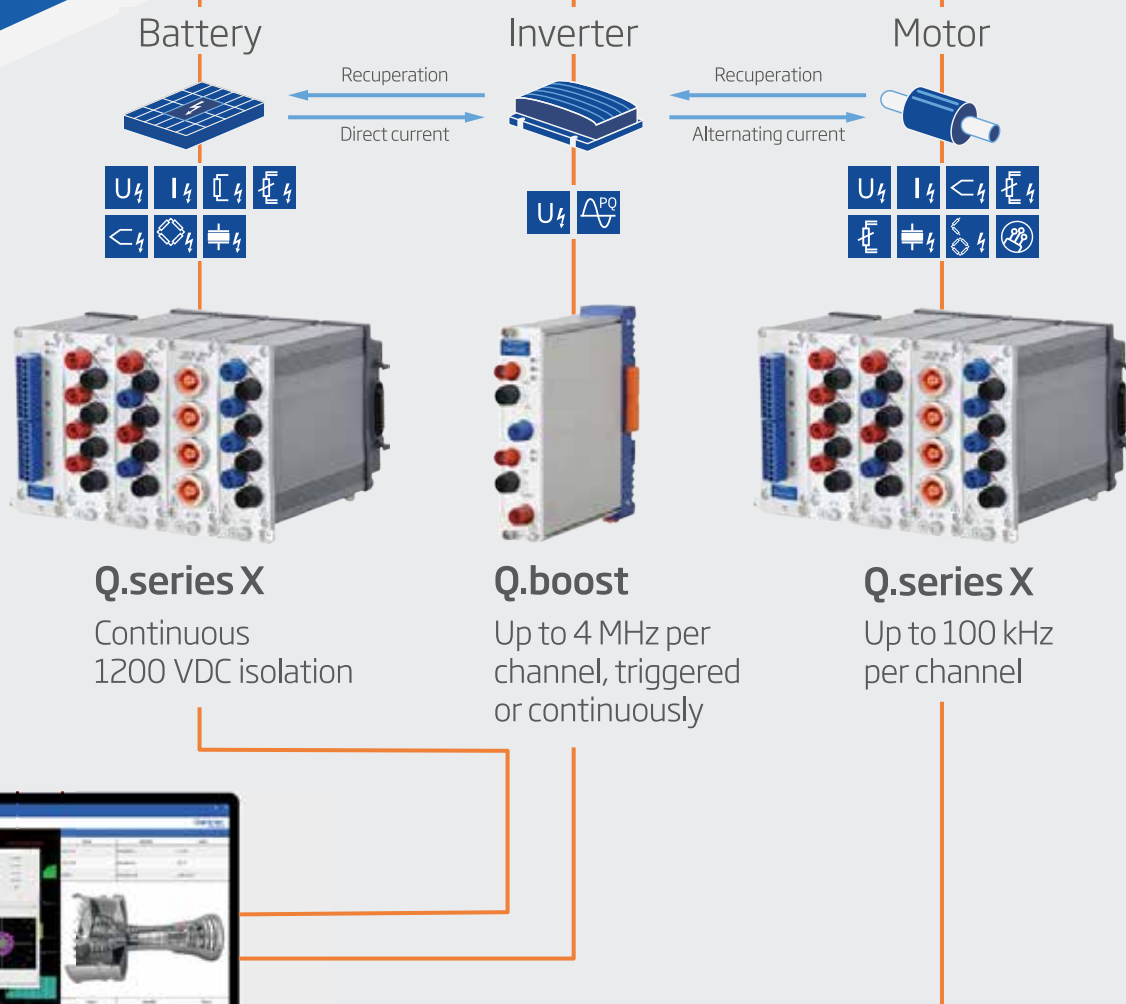 Battery
Inverter
Motor
Recuperation
Recuperation
Direct current
Alternating current
U
I
U
PQ
U
I
Q.series X
Continuous
1200 VDC isolation
Q.boost
Up to 4 MHz per
channel, triggered
or continuously
Q.series X
Up to 100 kHz
per channel